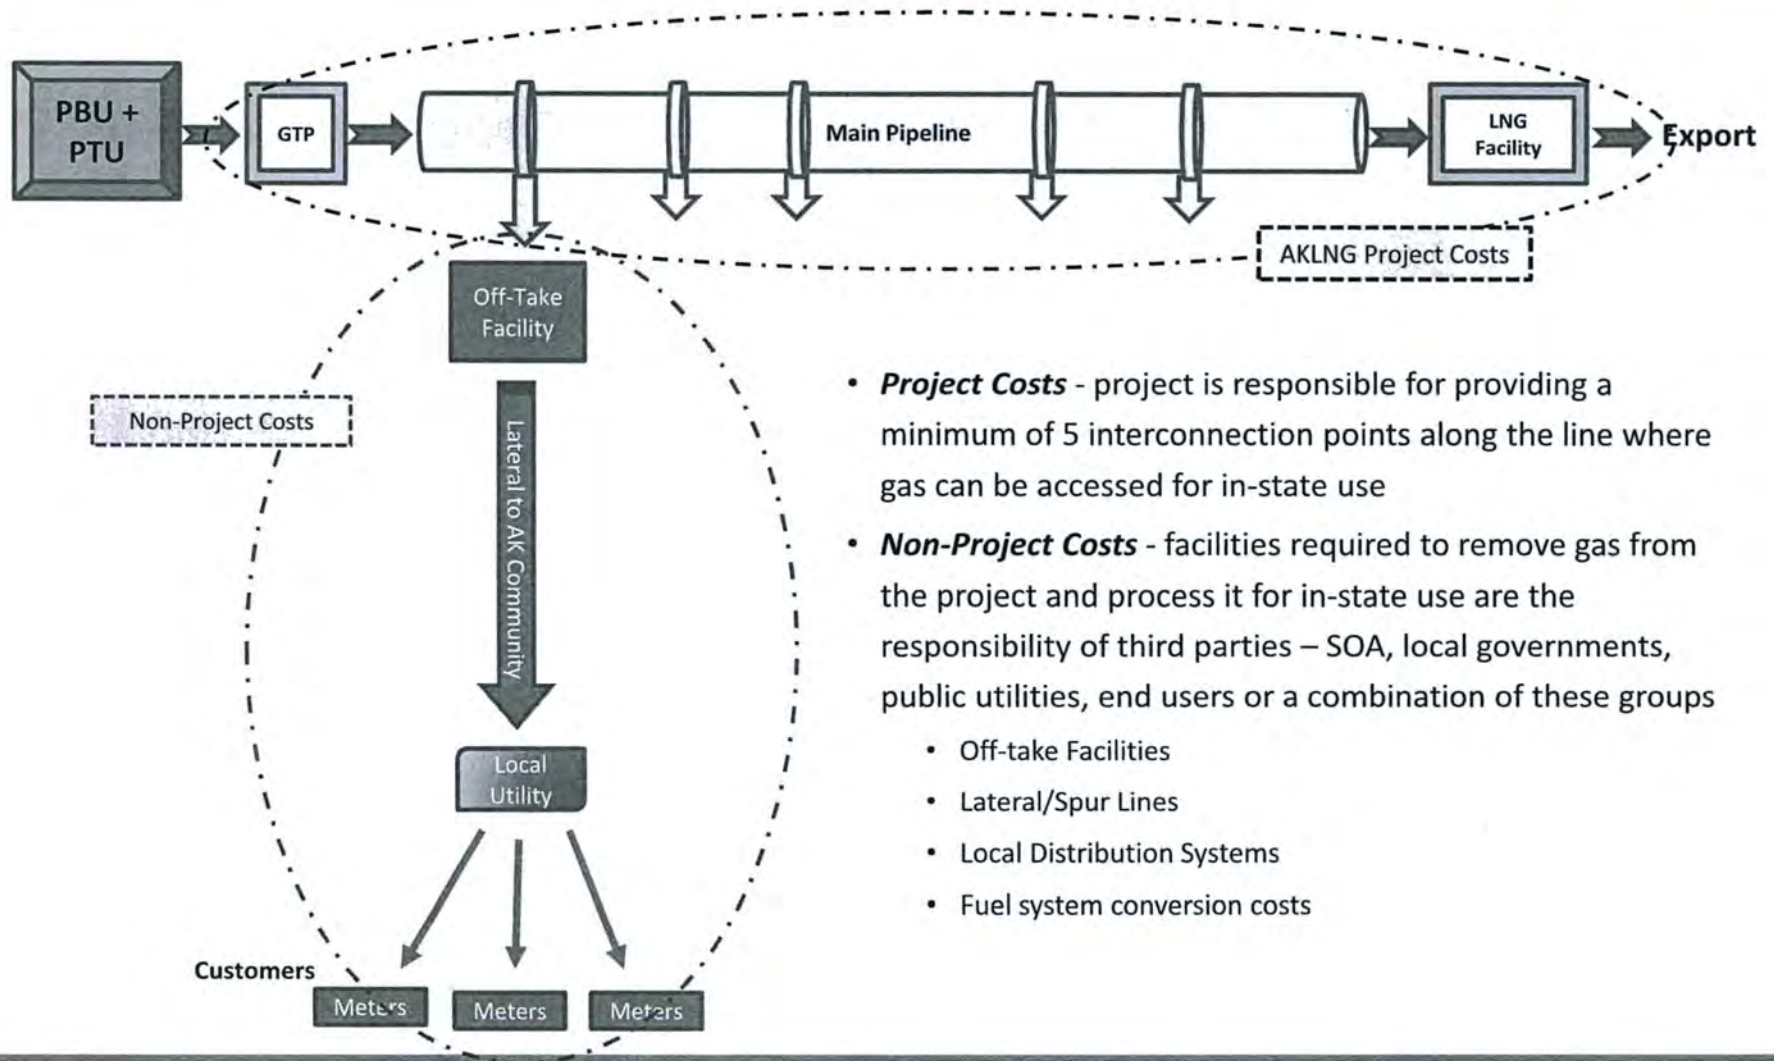 PBU +
PTU
GTP
Main Pipeline
LNG
Facility
Export
AKLNG Project Costs
Off-Take
Facility
Non-Project Costs
Lateral to AK Community
Local
Utility
Customers
Meters
Meters
Meters
• Project Costs - project is responsible for providing a
minimum of 5 interconnection points along the line where
gas can be accessed for in-state use
• Non-Project Costs - facilities required to remove gas from
the project and process it for in-state use are the
responsibility of third parties – SOA, local governments,
public utilities, end users or a combination of these groups
• Off-take Facilities
• Lateral/Spur Lines
• Local Distribution Systems
• Fuel system conversion costs